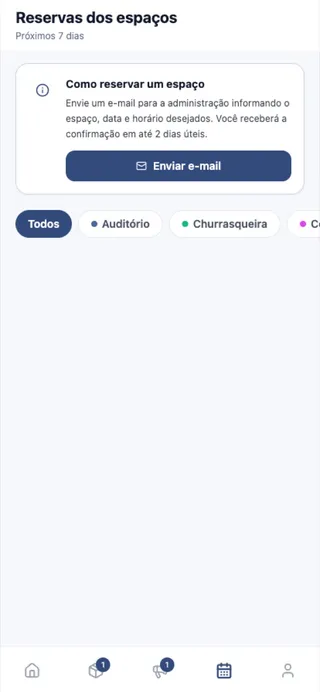 Reservas dos espaços
Próximos 7 dias
Como reservar um espaço
Envie um e-mail para a administração informando o
espaço, data e horário desejados. Você receberá a
confirmação em até 2 dias úteis.
Enviar e-mail
Todos
Auditório
Churrasqueira
1
1